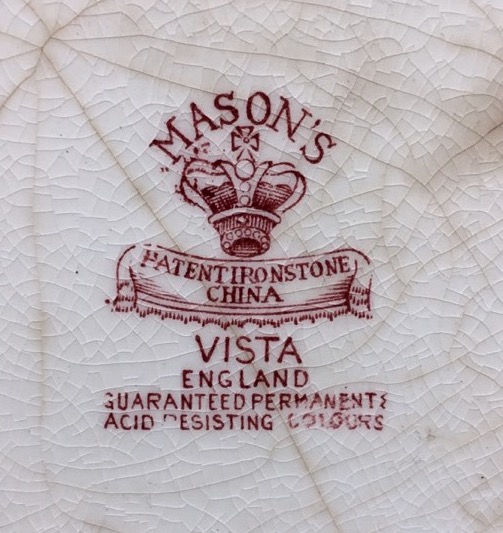 MASON'S
PATENT IRONSTONE
CHINA
VISTA
ENGLAND
GUARANTEED PERMANENT &
ACID RESISTING COLOURS